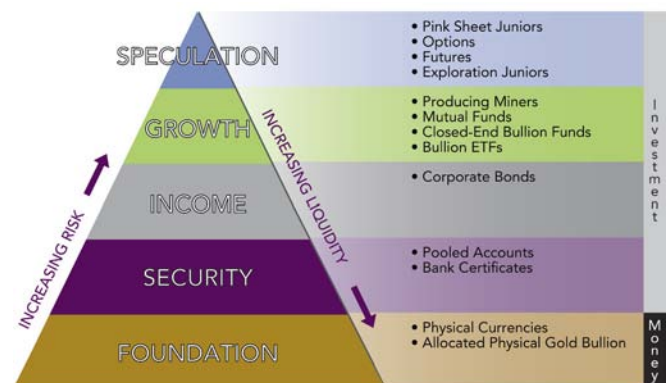 SPECULATION
• Pink Sheet Juniors
• Options
• Futures
• Exploration Juniors
GROWTH
• Producing Miners
• Mutual Funds
• Closed-End Bullion Funds
• Bullion ETFs
INCOME
• Corporate Bonds
SECURITY
• Pooled Accounts
• Bank Certificates
FOUNDATION
• Physical Currencies
• Allocated Physical Gold Bullion
INCREASING RISK
INCREASING LIQUIDITY
Investment
Money